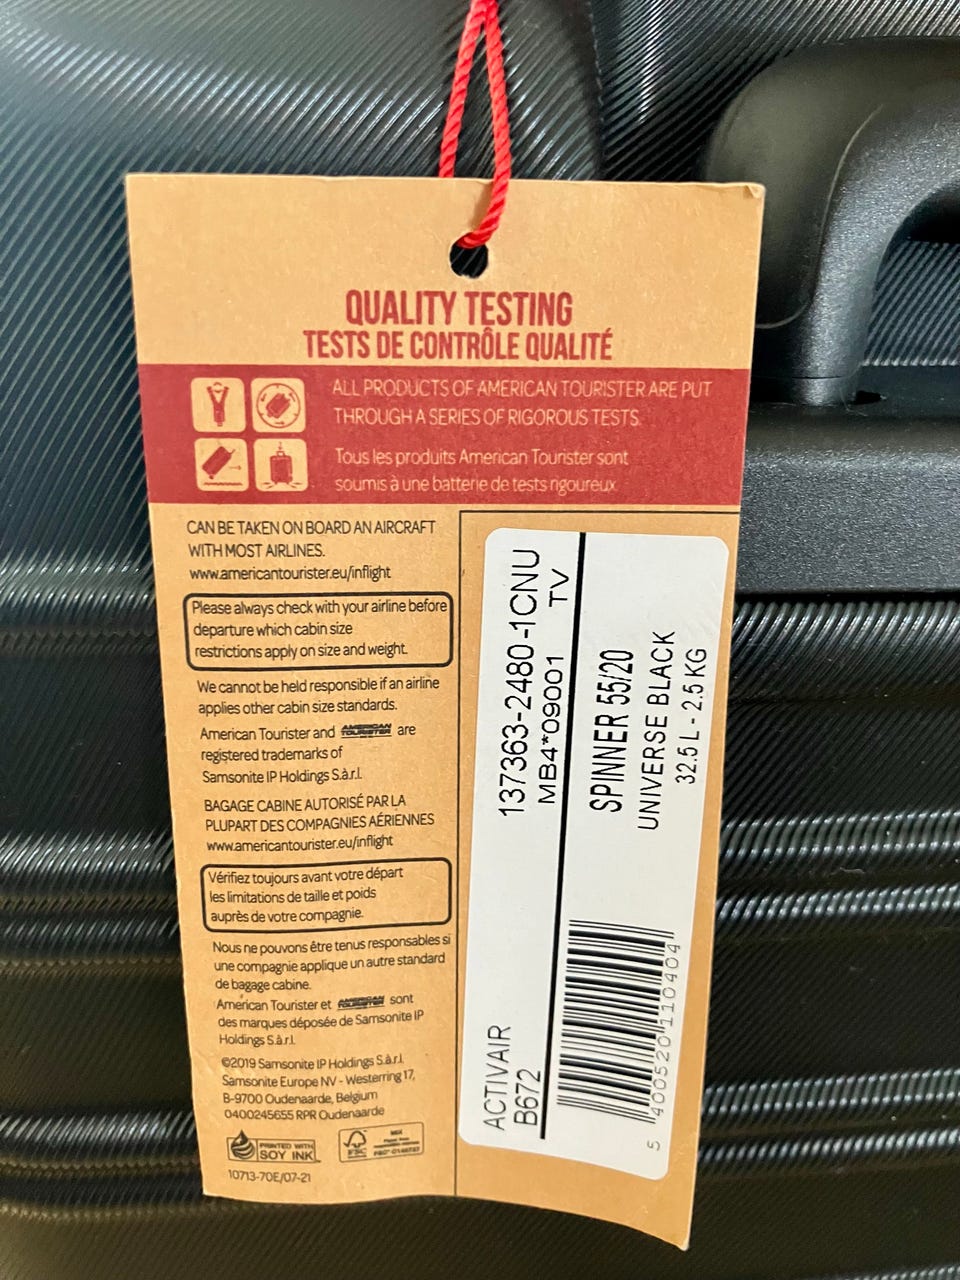 QUALITY TESTING
TESTS DE CONTRÔLE QUALITÉ
ALL PRODUCTS OF AMERICAN TOURISTER ARE PUT
THROUGH A SERIES OF RIGOROUS TESTS.
Tous les produits American Tourister sont
soumis à une batterie de tests rigoureux.
CAN BE TAKEN ON BOARD AN AIRCRAFT
WITH MOST AIRLINES.
www.americantourister.eu/inflight
Please always check with your airline before
departure which cabin size
restrictions apply on size and weight.
We cannot be held responsible if an airline
applies other cabin size standards.
American Tourister and AMERICAN TOURISTER are
registered trademarks of
Samsonite IP Holdings S.à.r.l.
BAGAGE CABINE AUTORISÉ PAR LA
PLUPART DES COMPAGNIES AÉRIENNES
www.americantourister.eu/inflight
Vérifiez toujours avant votre départ
les limitations de taille et poids
auprès de votre compagnie.
Nous ne pouvons être tenus responsables si
une compagnie applique un autre standard
de bagage cabine.
American Tourister et AMERICAN TOURISTER sont
des marques déposée de Samsonite IP
Holdings S.à.r.l.
©2019 Samsonite IP Holdings S.à.r.l.
Samsonite Europe NV - Westerring 17,
B-9700 Oudenaarde, Belgium
0400245655 RPR Oudenaarde
PRINTED WITH
SOY INK
FSC
MIX
10713-70E/07-21
137363-2480-1CNU
MB4*09001 TV
ACTIVAIR
B672
SPINNER 55/20
UNIVERSE BLACK
32.5 L - 2.5 KG
5 400520 110404